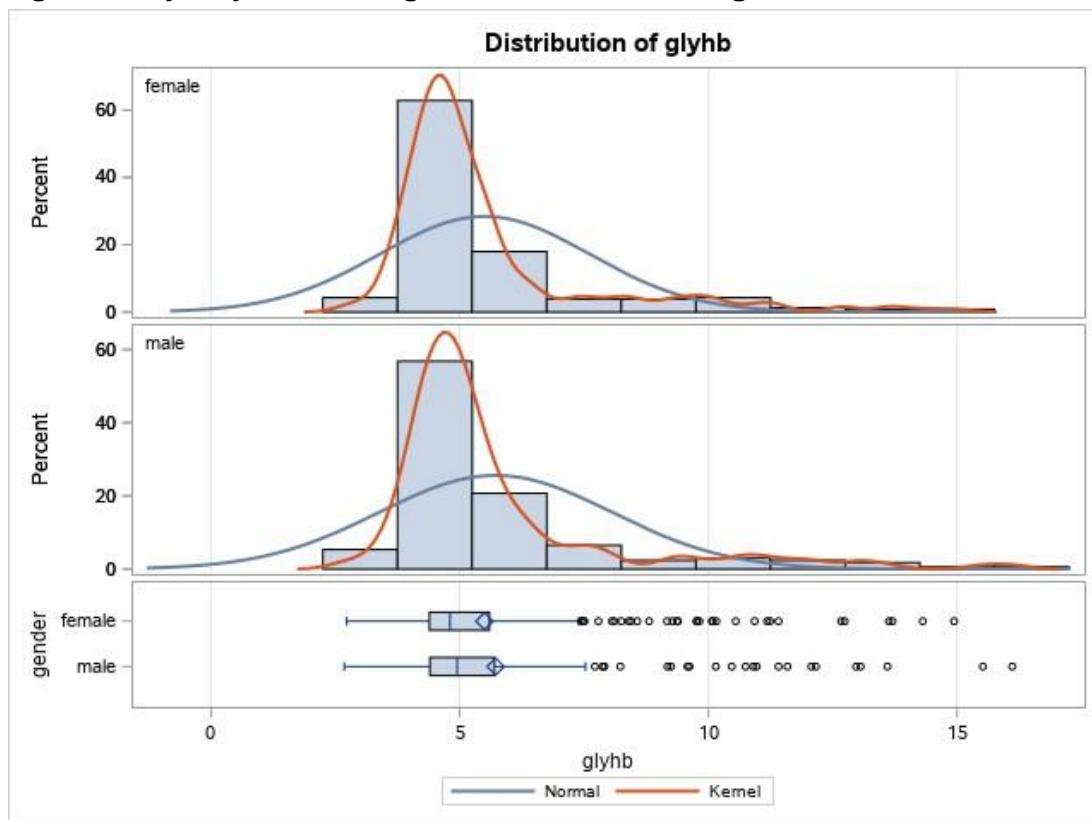 Distribution of glyhb
female
60
40
20
0
Percent
male
60
40
20
0
Percent
gender
female
male
0 5 10 15
glyhb
Normal Kernel